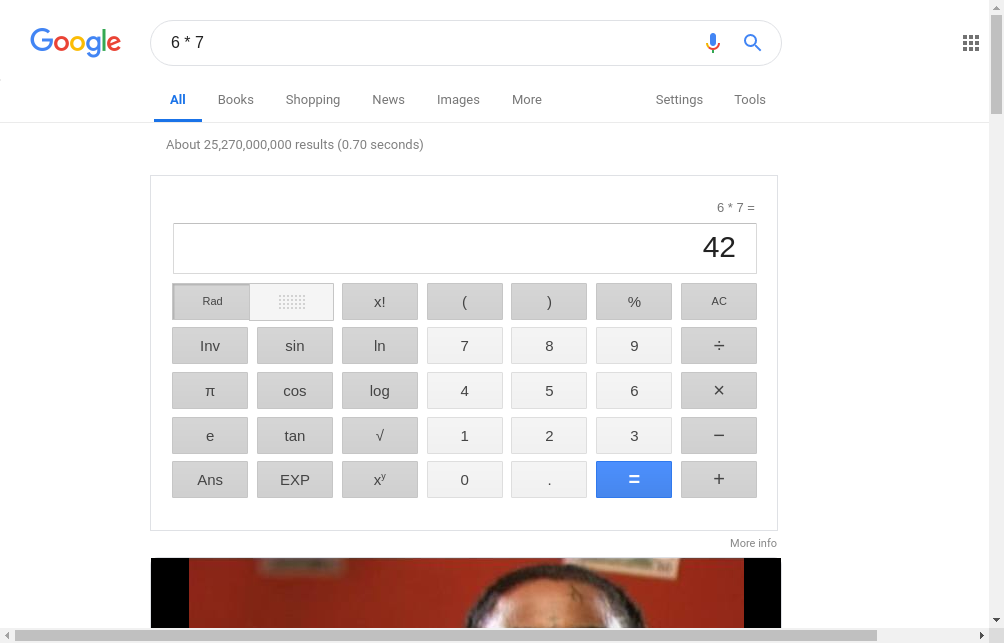 Google
6 * 7
All Books Shopping News Images More Settings Tools
About 25,270,000,000 results (0.70 seconds)
6 * 7 =
42
Rad x! ( ) % AC
Inv sin ln 7 8 9 ÷
π cos log 4 5 6 ×
e tan √ 1 2 3 −
Ans EXP xʸ 0 . = +
More info